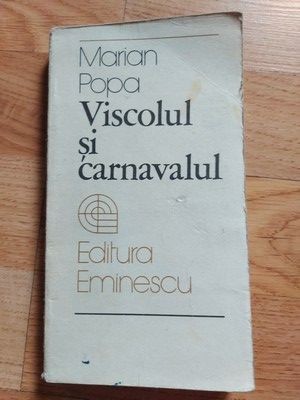 Marian
Popa
Viscolul
și
carnavalul
Editura
Eminescu